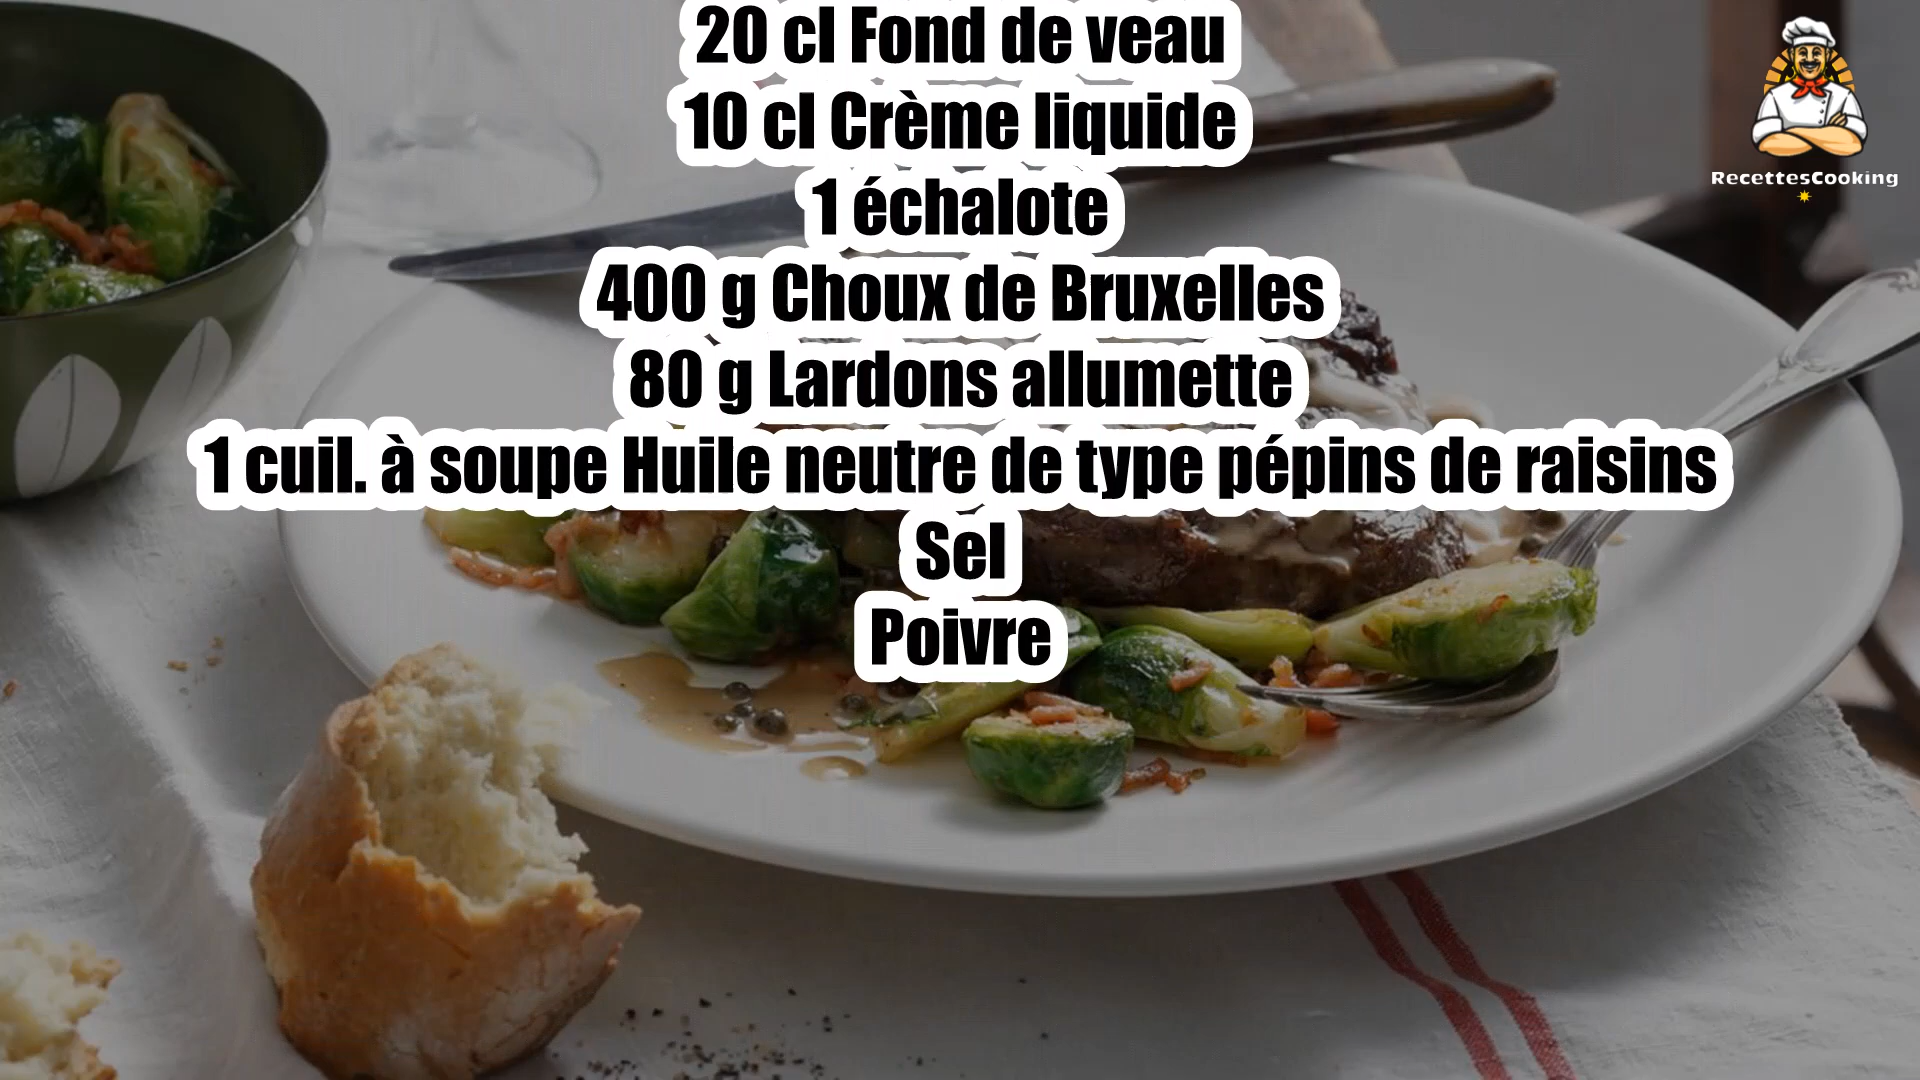 20 cl Fond de veau
10 cl Crème liquide
1 échalote
400 g Choux de Bruxelles
80 g Lardons allumette
1 cuil. à soupe Huile neutre de type pépins de raisins
Sel
Poivre
RecettesCooking